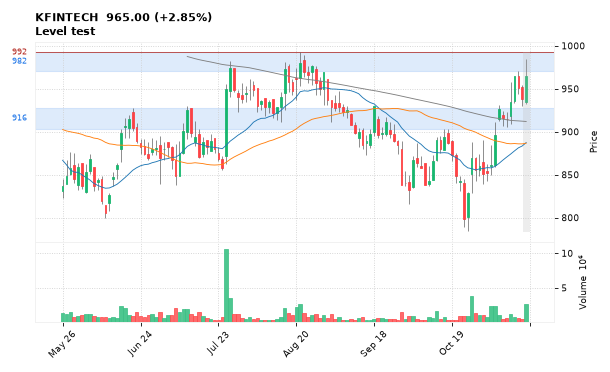 KFINTECH 965.00 (+2.85%)
Level test
992
982
916
1000
950
900
850
800
Price
10
5
Volume 10⁴
May 26
Jun 24
Jul 23
Aug 20
Sep 18
Oct 19